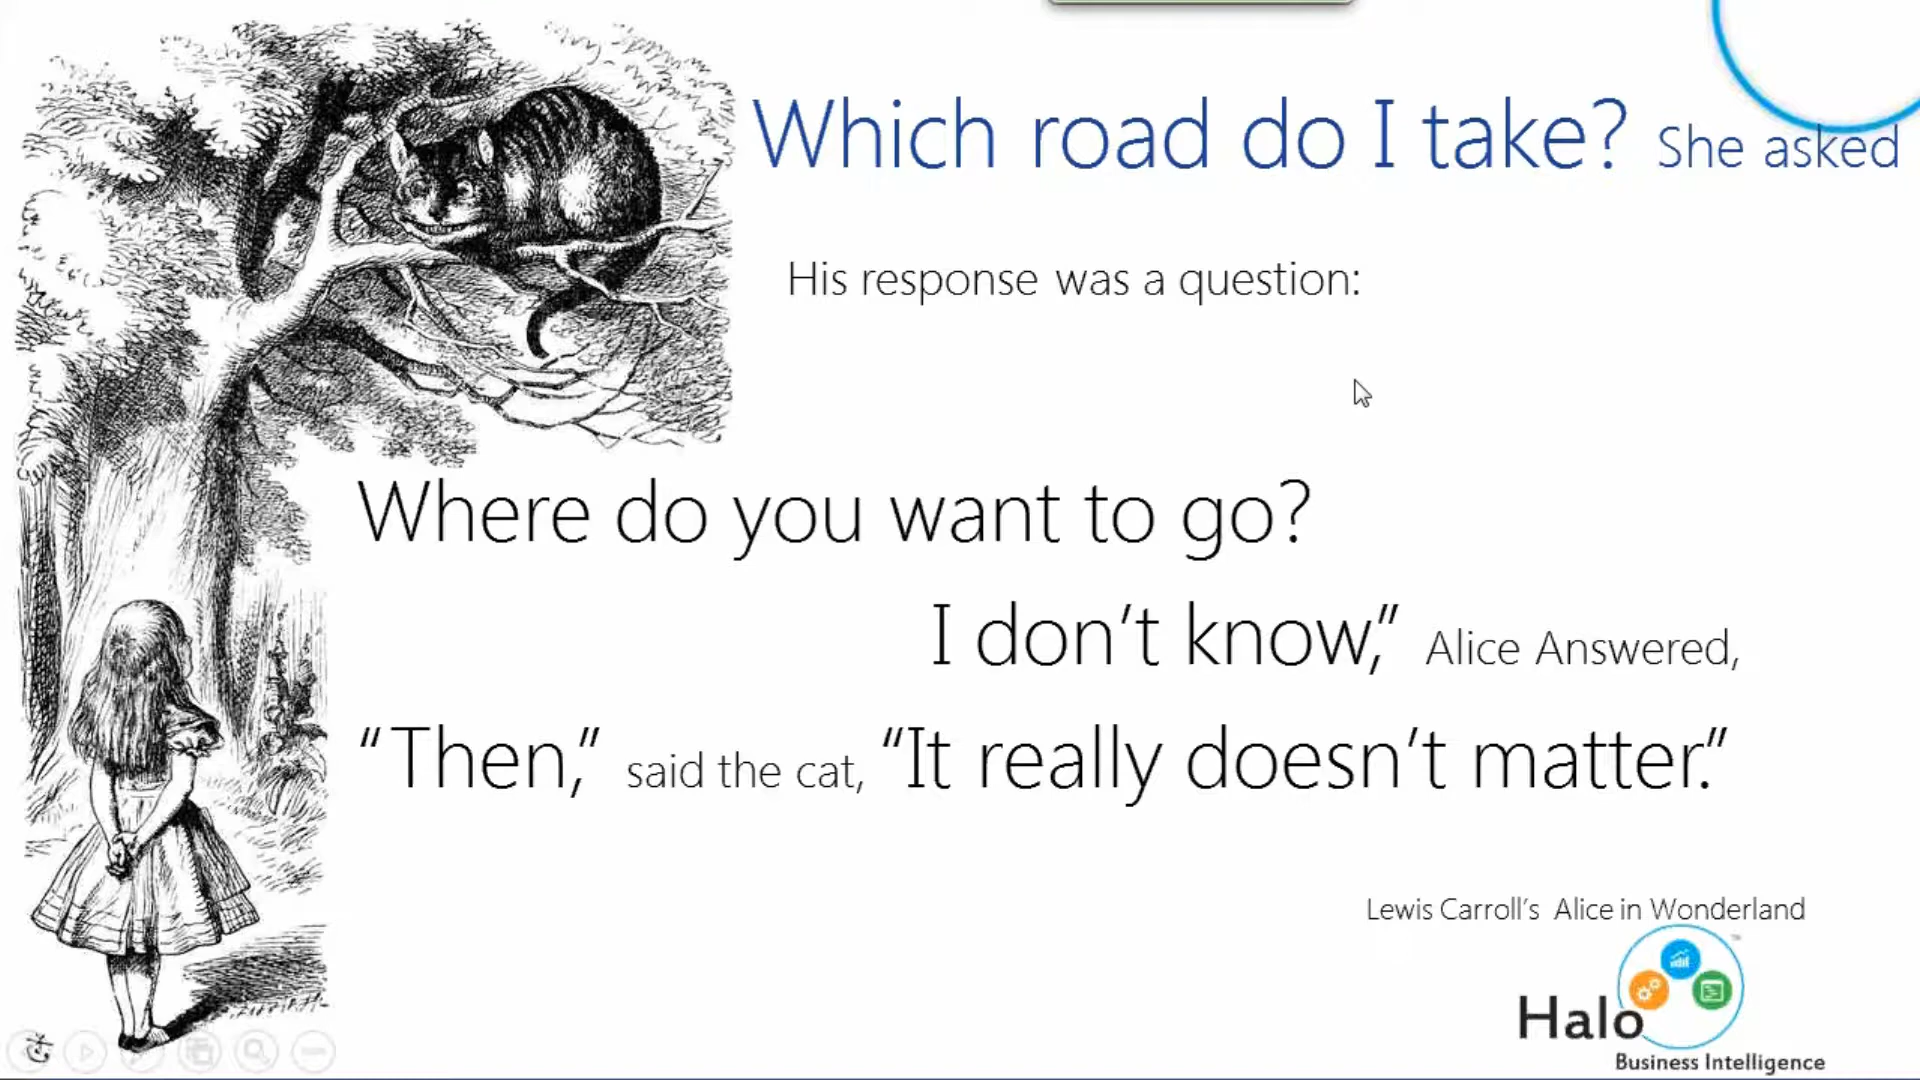 Which road do I take? She asked
His response was a question:
Where do you want to go?
I don’t know,” Alice Answered,
“Then,” said the cat, “It really doesn’t matter.”
Lewis Carroll’s Alice in Wonderland
Halo
Business Intelligence